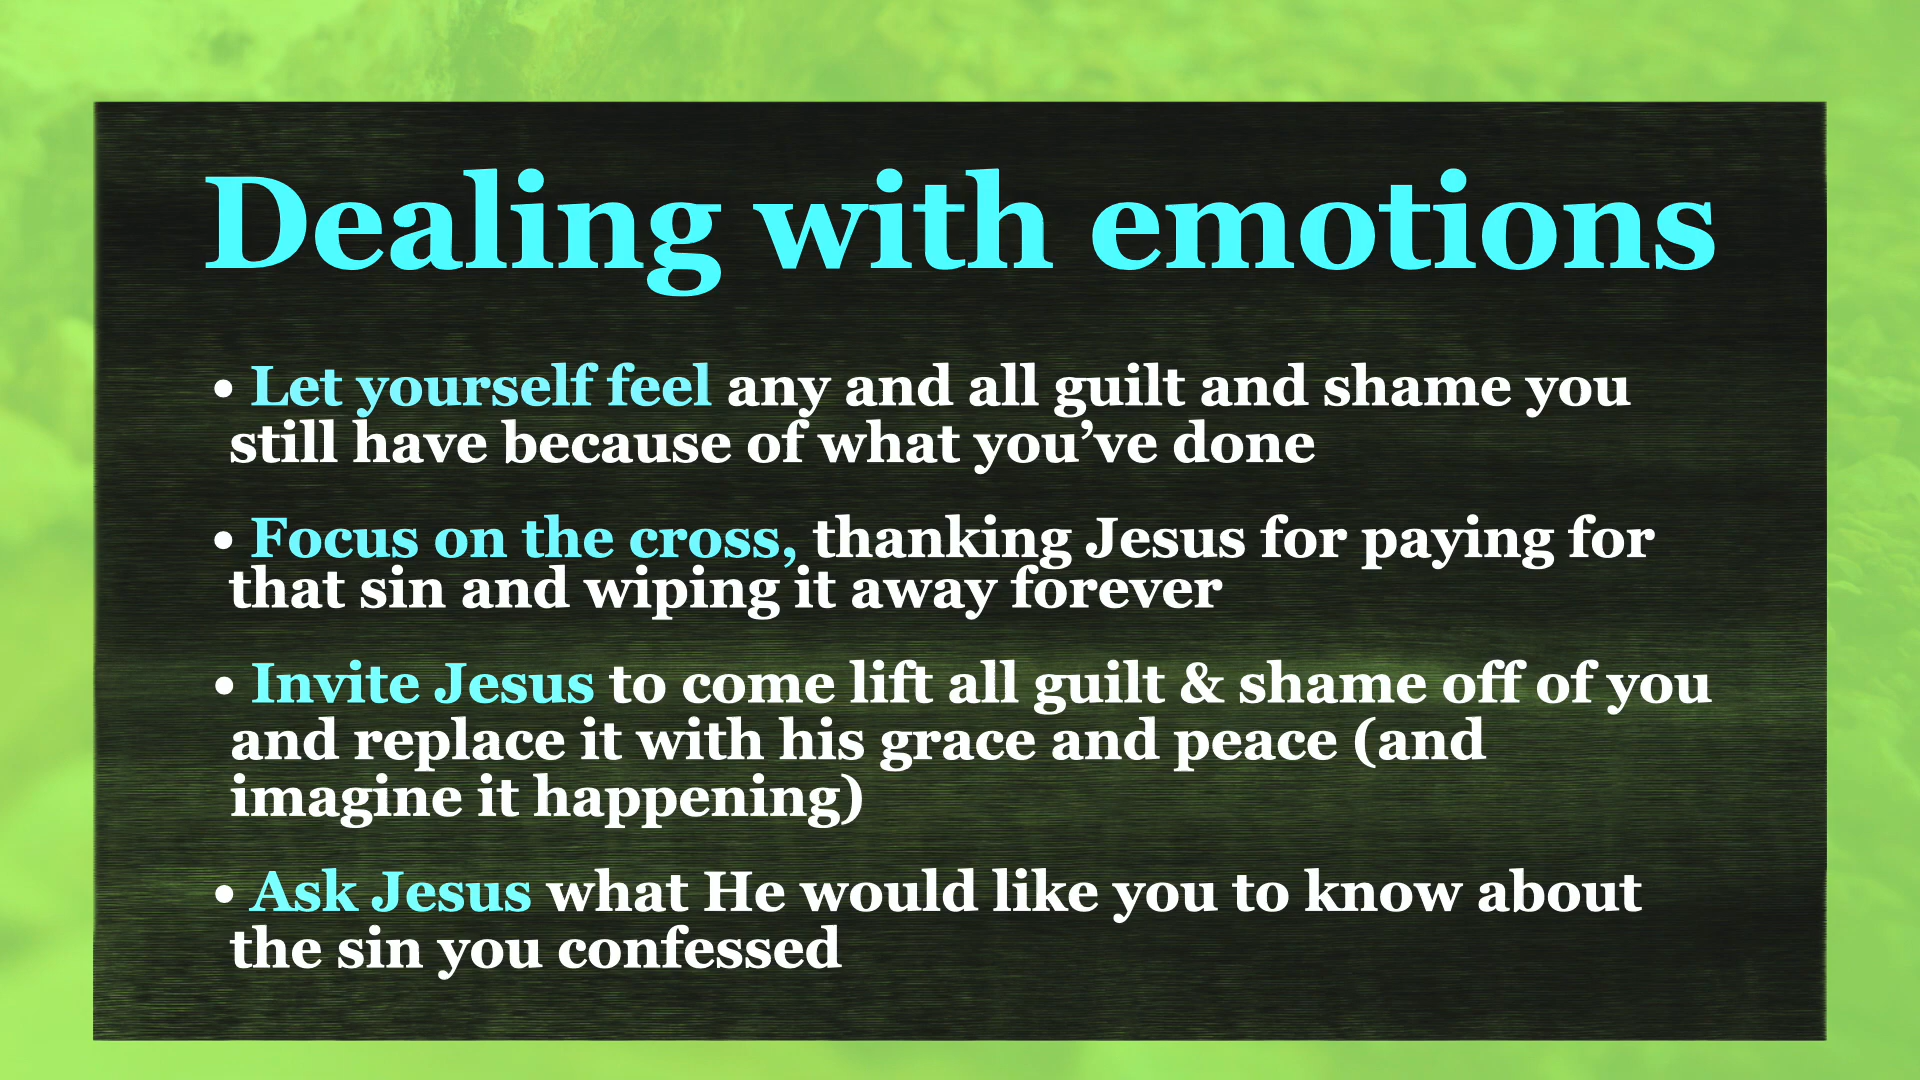 Dealing with emotions
• Let yourself feel any and all guilt and shame you
still have because of what you’ve done
• Focus on the cross, thanking Jesus for paying for
that sin and wiping it away forever
• Invite Jesus to come lift all guilt & shame off of you
and replace it with his grace and peace (and
imagine it happening)
• Ask Jesus what He would like you to know about
the sin you confessed